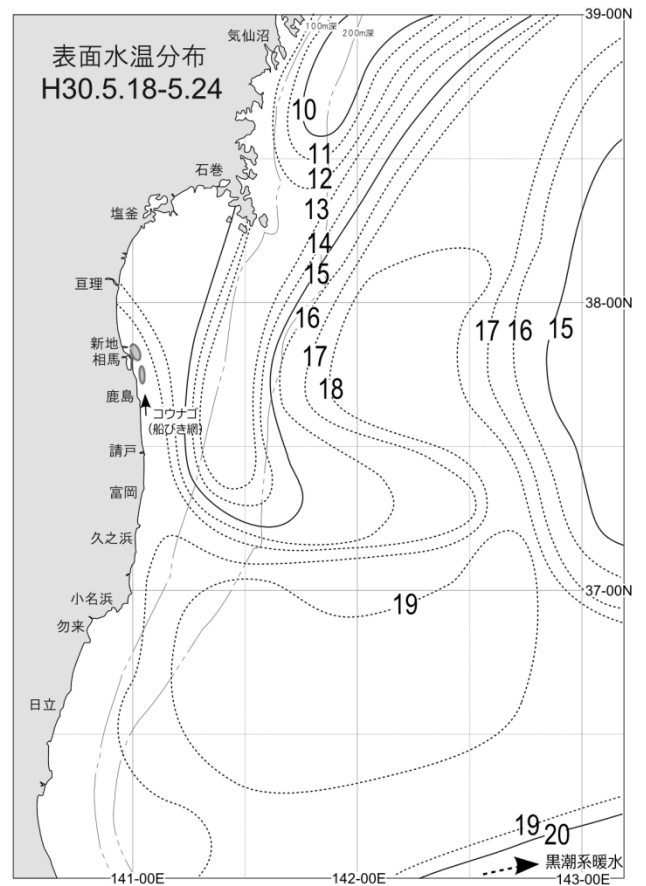 39-00N
100m深
200m深
気仙沼
表面水温分布
H30.5.18-5.24
10
11
石巻
12
13
塩釜
14
15
亘理
38-00N
16
17
16
15
新地
相馬
17
18
鹿島
コウナゴ
(船びき網)
請戸
富岡
久之浜
37-00N
小名浜
19
勿来
日立
19
20
黒潮系暖水
141-00E
142-00E
143-00E